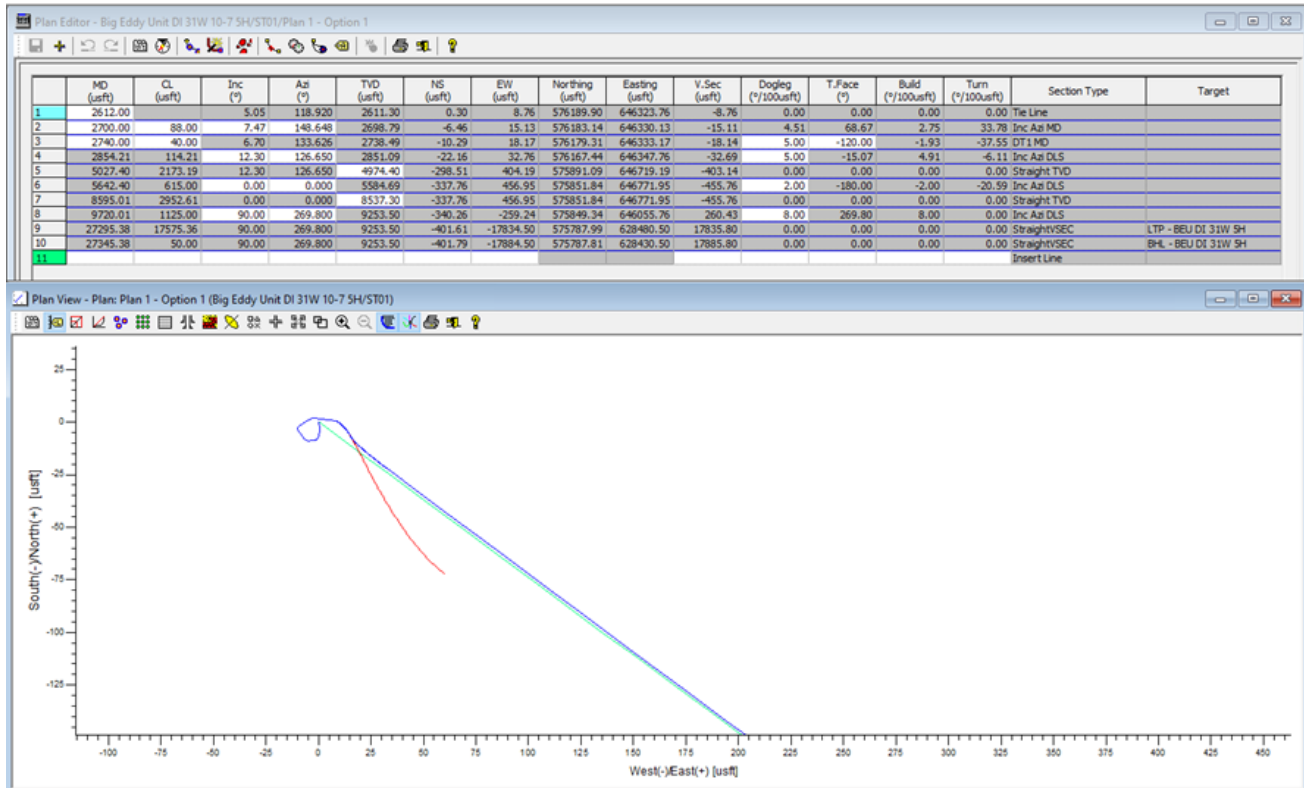 Plan Editor - Big Eddy Unit DI 31W 10-7 5H/ST01/Plan 1 - Option 1
MD (usft) CL (usft) Inc (°) Azi (°) TVD (usft) NS (usft) EW (usft) Northing (usft) Easting (usft) V.Sec (usft) Dogleg (°/100usft) T.Face (°) Build (°/100usft) Turn (°/100usft) Section Type Target
1 2612.00 5.05 118.920 2611.30 0.30 8.76 576189.90 646323.76 -8.76 0.00 0.00 0.00 0.00 Tie Line
2 2700.00 88.00 7.47 148.648 2698.79 -6.46 15.13 576183.14 646330.13 -15.11 4.51 68.67 2.75 33.78 Inc Azi MD
3 2740.00 40.00 6.70 133.626 2738.49 -10.29 18.17 576179.31 646333.17 -18.14 5.00 -120.00 -1.93 -37.55 DT1 MD
4 2854.21 114.21 12.30 126.650 2851.09 -22.16 32.76 576167.44 646347.76 -32.69 5.00 -15.07 4.91 -6.11 Inc Azi DLS
5 5027.40 2173.19 12.30 126.650 4974.40 -298.51 404.19 575891.09 646719.19 -403.14 0.00 0.00 0.00 0.00 Straight TVD
6 5642.40 615.00 0.00 0.000 5584.69 -337.76 456.95 575851.84 646771.95 -455.76 2.00 -180.00 -2.00 -20.59 Inc Azi DLS
7 8595.01 2952.61 0.00 0.000 8537.30 -337.76 456.95 575851.84 646771.95 -455.76 0.00 0.00 0.00 0.00 Straight TVD
8 9720.01 1125.00 90.00 269.800 9253.50 -340.26 -259.24 575849.34 646055.76 260.43 8.00 269.80 8.00 0.00 Inc Azi DLS
9 27295.38 17575.36 90.00 269.800 9253.50 -401.61 -17834.50 575787.99 628480.50 17835.80 0.00 0.00 0.00 0.00 StraightVSEC LTP - BEU DI 31W 5H
10 27345.38 50.00 90.00 269.800 9253.50 -401.79 -17884.50 575787.81 628430.50 17885.80 0.00 0.00 0.00 0.00 StraightVSEC BHL - BEU DI 31W 5H
11 Insert Line
Plan View - Plan: Plan 1 - Option 1 (Big Eddy Unit DI 31W 10-7 5H/ST01)
South(-)/North(+) [usft]
25
0
-25
-50
-75
-100
-125
-100 -75 -50 -25 0 25 50 75 100 125 150 175 200 225 250 275 300 325 350 375 400 425 450
West(-)/East(+) [usft]